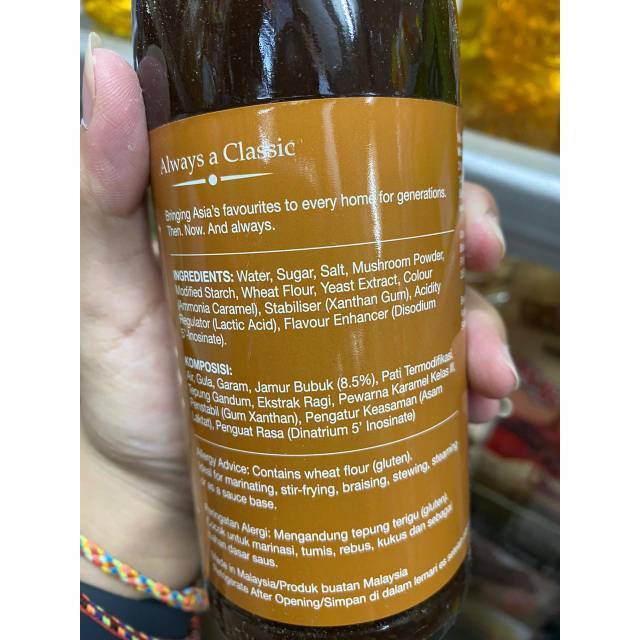 Always a Classic
Bringing Asia's favourites to every home for generations.
Then. Now. And always.
INGREDIENTS: Water, Sugar, Salt, Mushroom Powder,
Modified Starch, Wheat Flour, Yeast Extract, Colour
(Ammonia Caramel), Stabiliser (Xanthan Gum), Acidity
Regulator (Lactic Acid), Flavour Enhancer (Disodium
5' Inosinate).
KOMPOSISI:
Air, Gula, Garam, Jamur Bubuk (8.5%), Pati Termodifikasi,
Tepung Gandum, Ekstrak Ragi, Pewarna Karamel Kelas III,
Penstabil (Gum Xanthan), Pengatur Keasaman (Asam
Laktat), Penguat Rasa (Dinatrium 5' Inosinate)
Allergy Advice: Contains wheat flour (gluten).
Ideal for marinating, stir-frying, braising, stewing, steaming
or as a sauce base.
Peringatan Alergi: Mengandung tepung terigu (gluten).
Cocok untuk marinasi, tumis, rebus, kukus dan sebagai
bahan dasar saus.
Made in Malaysia/Produk buatan Malaysia
Refrigerate After Opening/Simpan di dalam lemari es